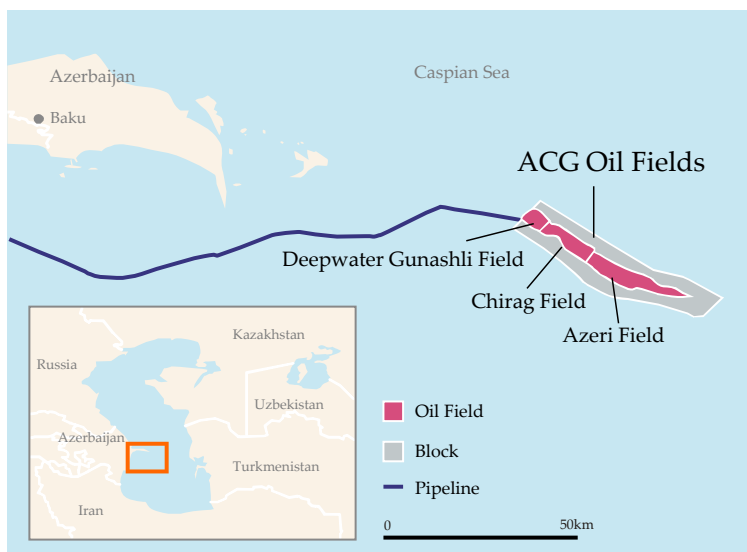 Azerbaijan
Caspian Sea
Baku
ACG Oil Fields
Deepwater Gunashli Field
Chirag Field
Azeri Field
Kazakhstan
Russia
Uzbekistan
Azerbaijan
Turkmenistan
Iran
Oil Field
Block
Pipeline
0 50km